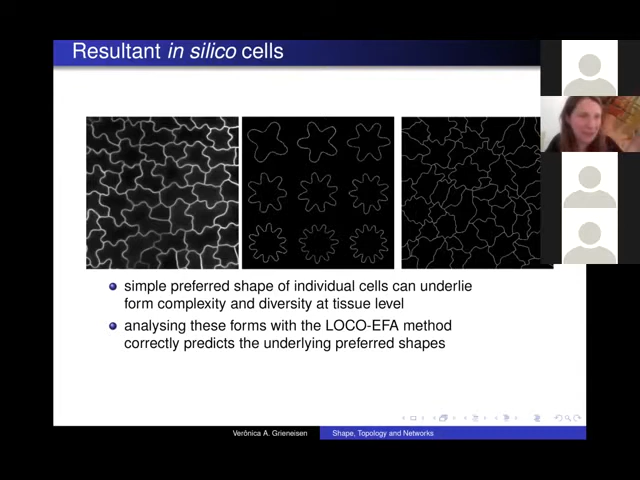 Resultant in silico cells
simple preferred shape of individual cells can underlie
form complexity and diversity at tissue level
analysing these forms with the LOCO-EFA method
correctly predicts the underlying preferred shapes
Verônica A. Grieneisen
Shape, Topology and Networks